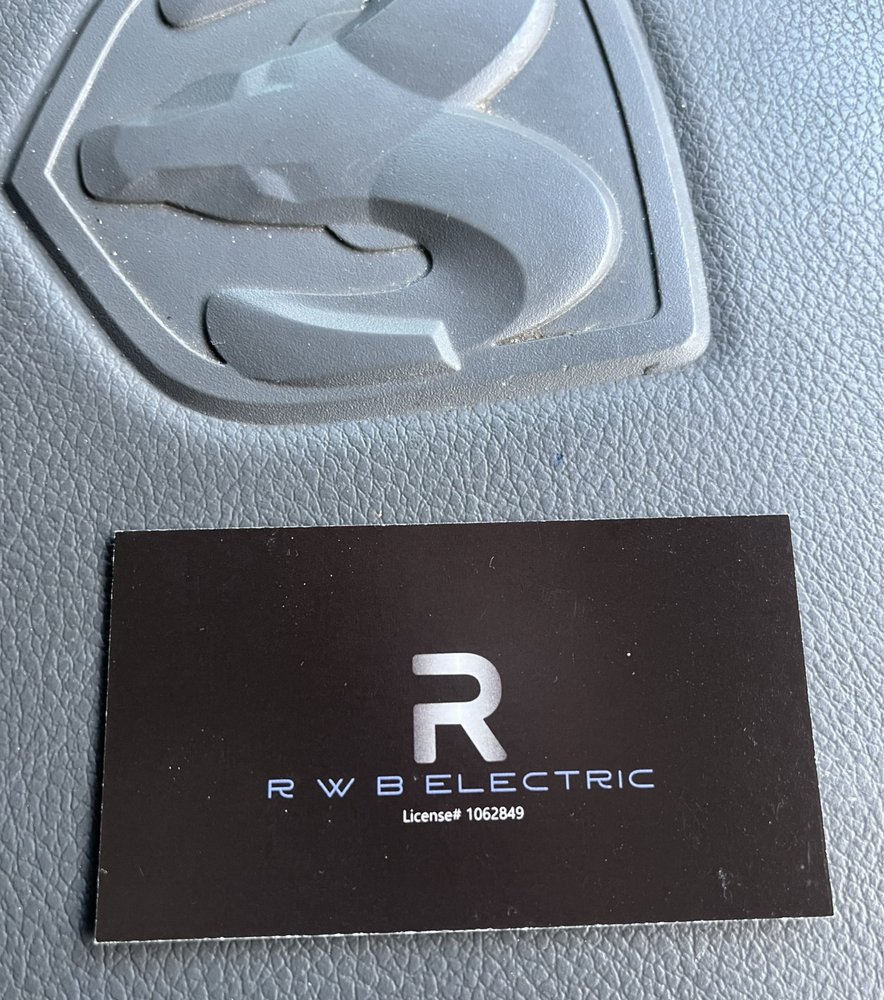 R
R W B ELECTRIC
License# 1062849